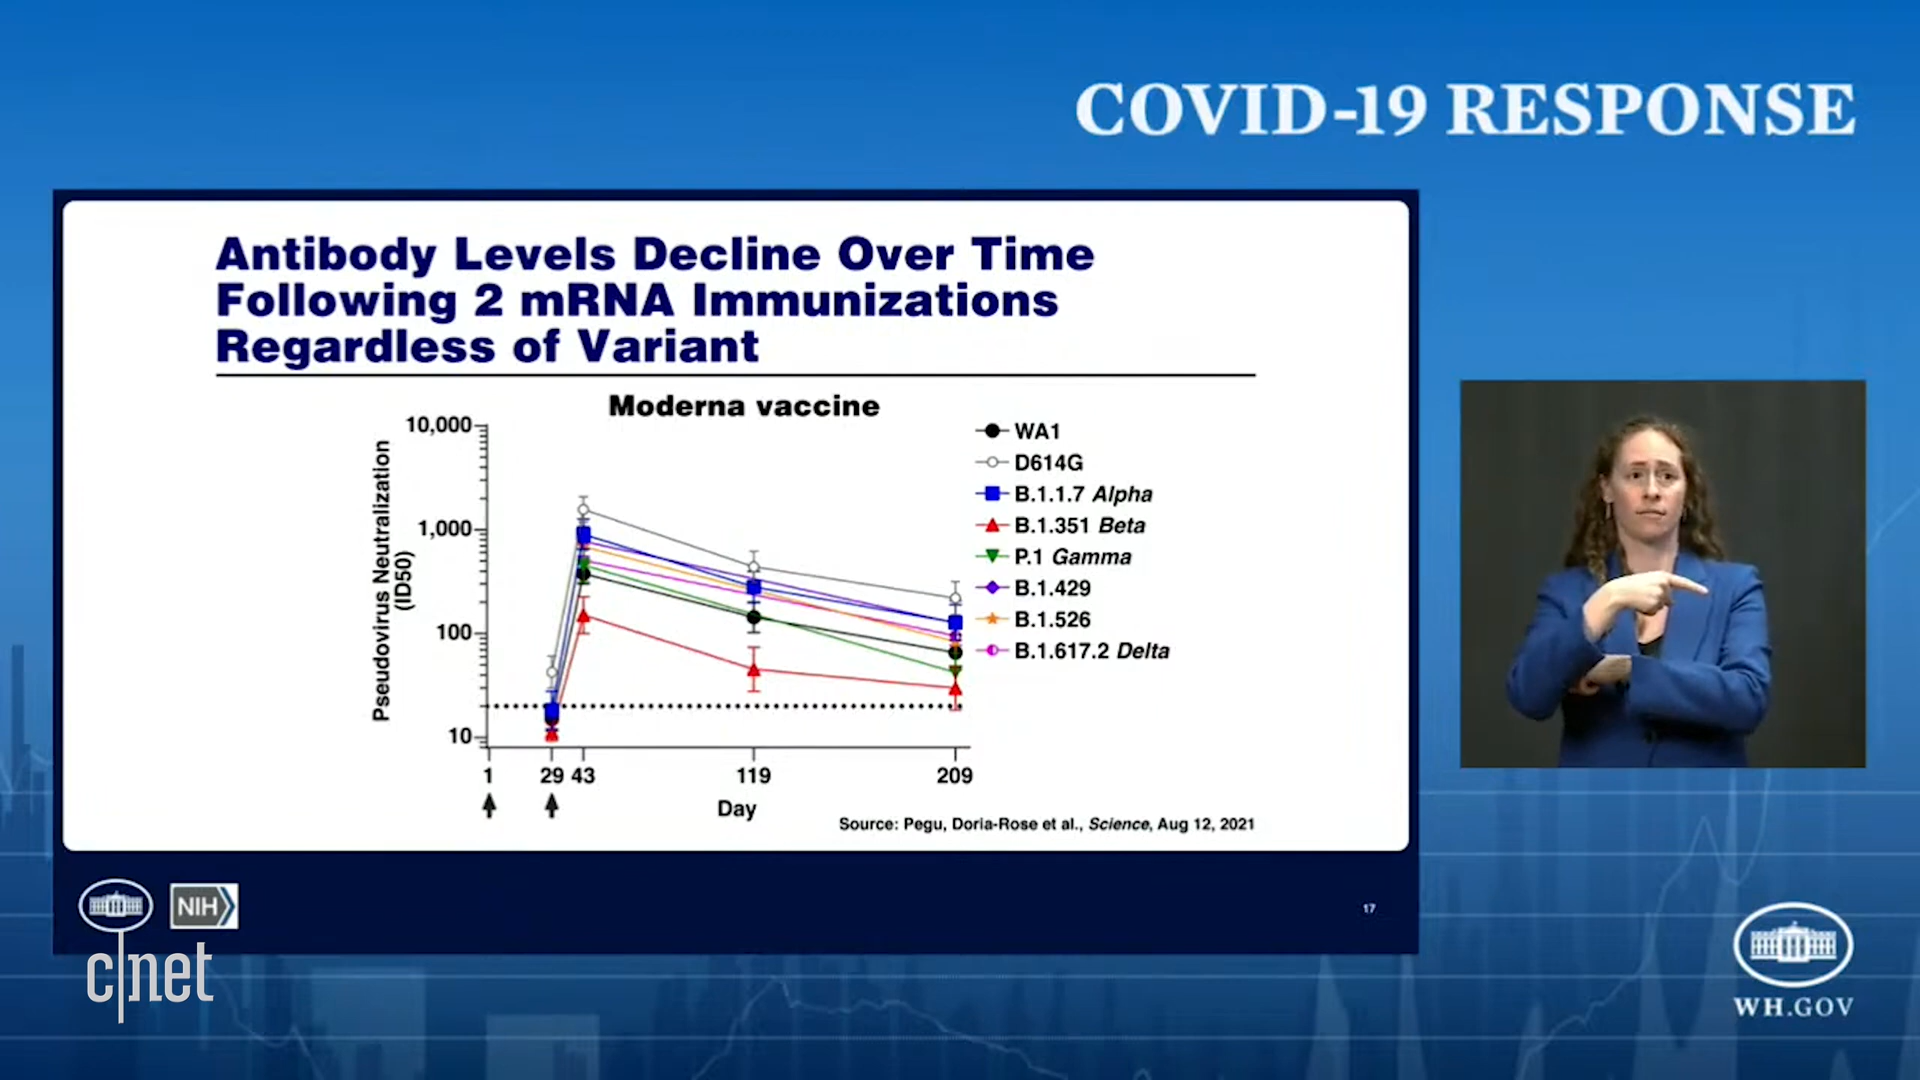 COVID-19 RESPONSE
Antibody Levels Decline Over Time
Following 2 mRNA Immunizations
Regardless of Variant
Moderna vaccine
Pseudovirus Neutralization
(ID50)
10,000
1,000
100
10
1
29
43
119
209
Day
WA1
D614G
B.1.1.7 Alpha
B.1.351 Beta
P.1 Gamma
B.1.429
B.1.526
B.1.617.2 Delta
Source: Pegu, Doria-Rose et al., Science, Aug 12, 2021
NIH
17
c|net
WH.GOV